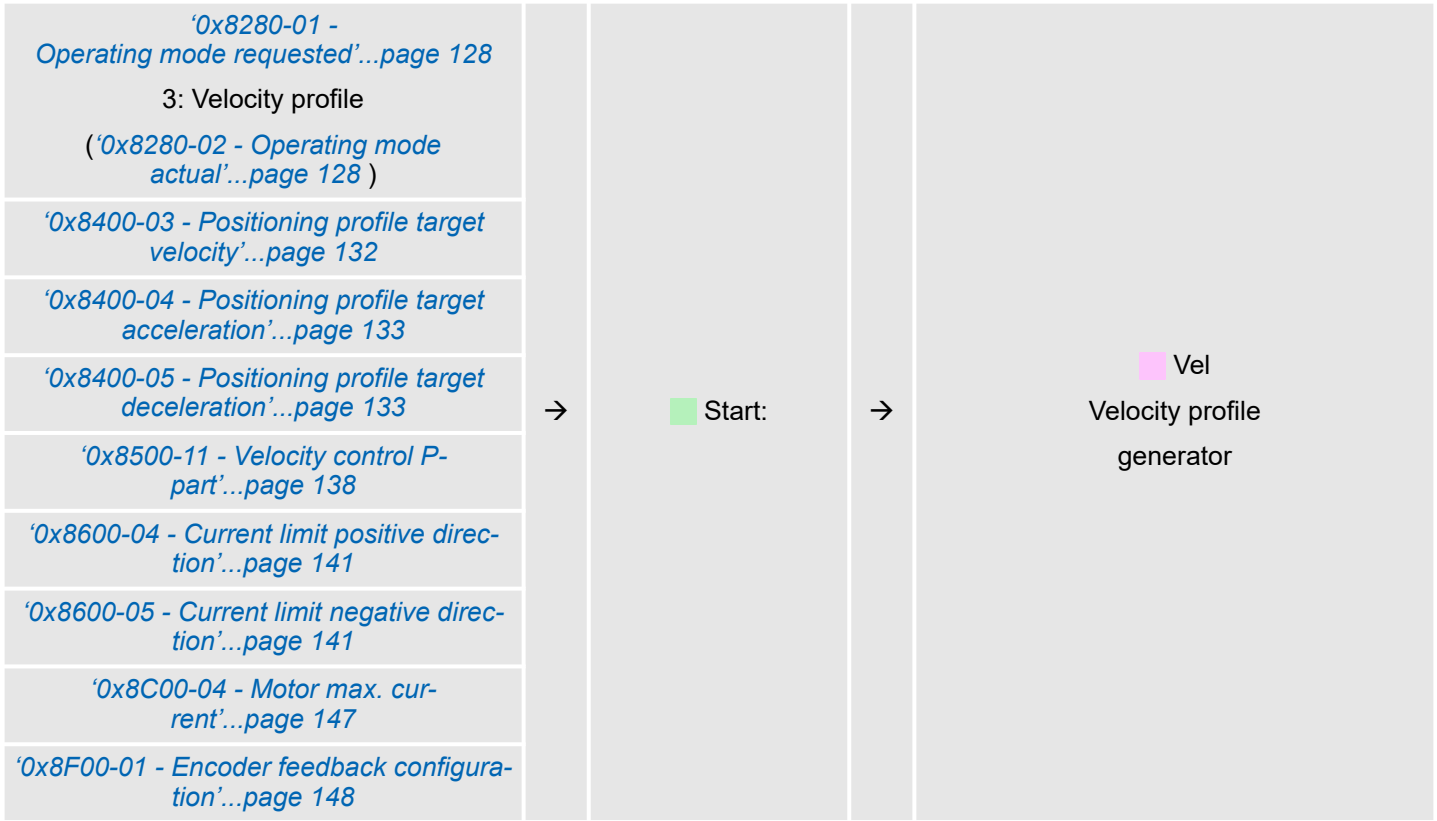 ‘0x8280-01 -
Operating mode requested’...page 128
3: Velocity profile
(‘0x8280-02 - Operating mode
actual’...page 128 )
‘0x8400-03 - Positioning profile target
velocity’...page 132
‘0x8400-04 - Positioning profile target
acceleration’...page 133
‘0x8400-05 - Positioning profile target
deceleration’...page 133
‘0x8500-11 - Velocity control P-
part’...page 138
‘0x8600-04 - Current limit positive direc-
tion’...page 141
‘0x8600-05 - Current limit negative direc-
tion’...page 141
‘0x8C00-04 - Motor max. cur-
rent’...page 147
‘0x8F00-01 - Encoder feedback configura-
tion’...page 148
→
Start:
→
Vel
Velocity profile
generator